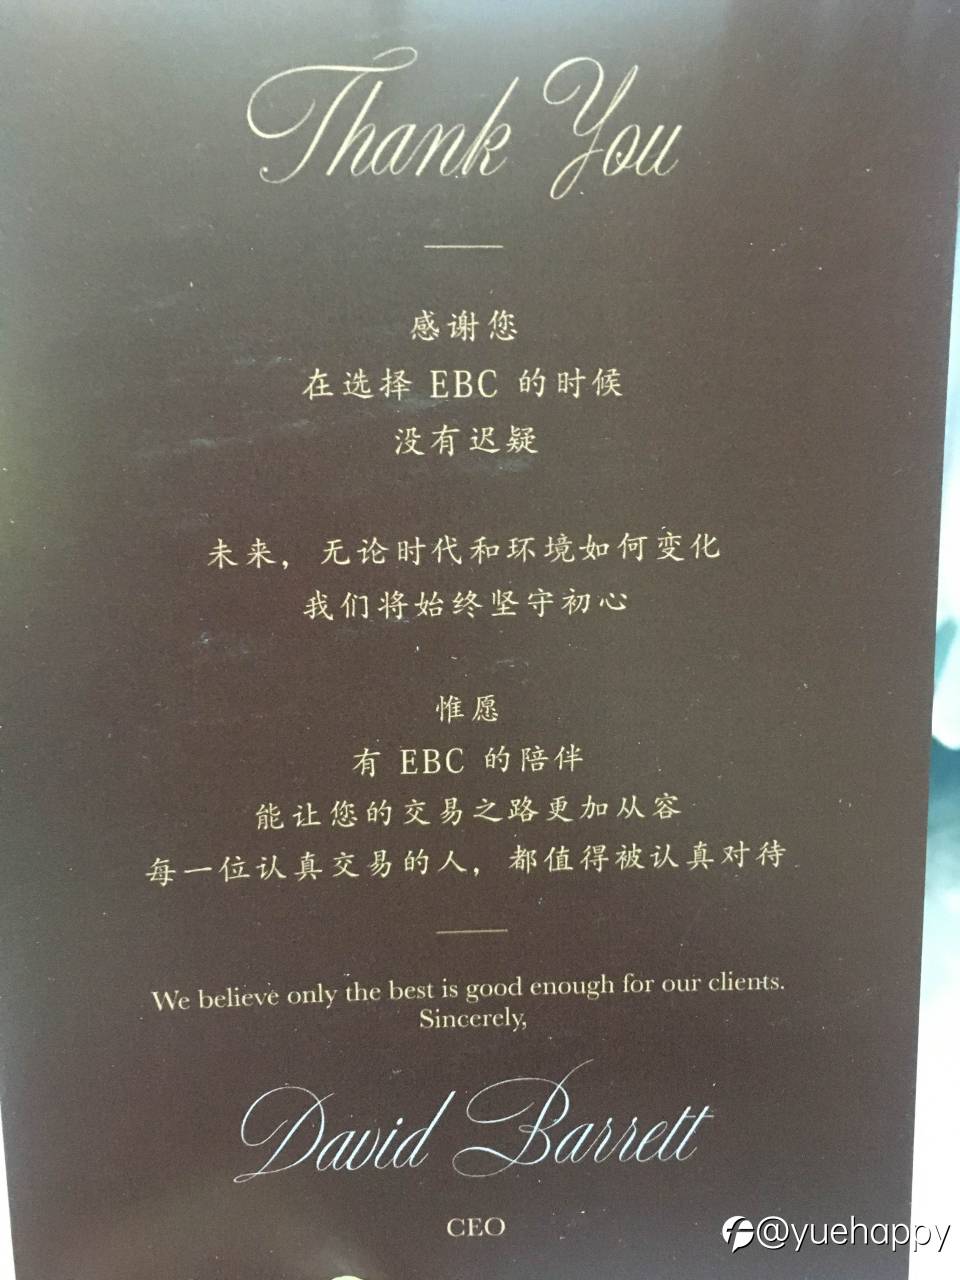 Thank You
感谢您
在选择 EBC 的时候
没有迟疑
未来，无论时代和环境如何变化
我们将始终坚守初心
惟愿
有 EBC 的陪伴
能让您的交易之路更加从容
每一位认真交易的人，都值得被认真对待
We believe only the best is good enough for our clients.
Sincerely,
David Barrett
CEO
@yuehappy